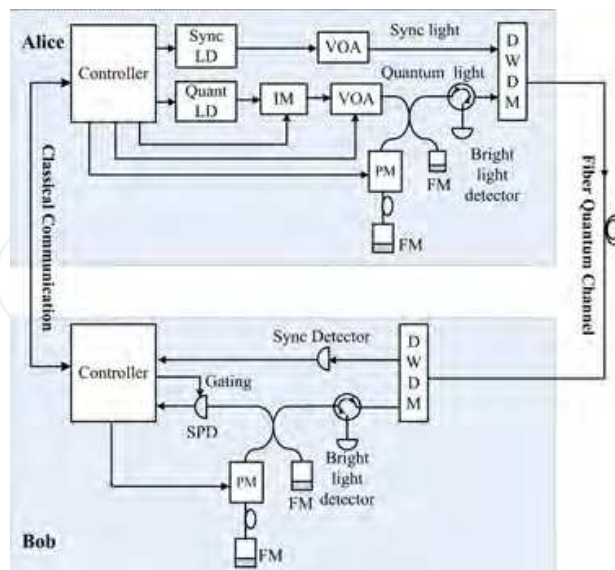 Alice
Sync
LD
VOA
Sync light
D
W
D
M
Controller
Quantum light
Quant
LD
IM
VOA
PM
FM
Bright
light
detector
FM
Classical Communication
Fiber Quantum Channel
Sync Detector
D
W
D
M
Controller
Gating
SPD
PM
FM
Bright
light
detector
FM
Bob